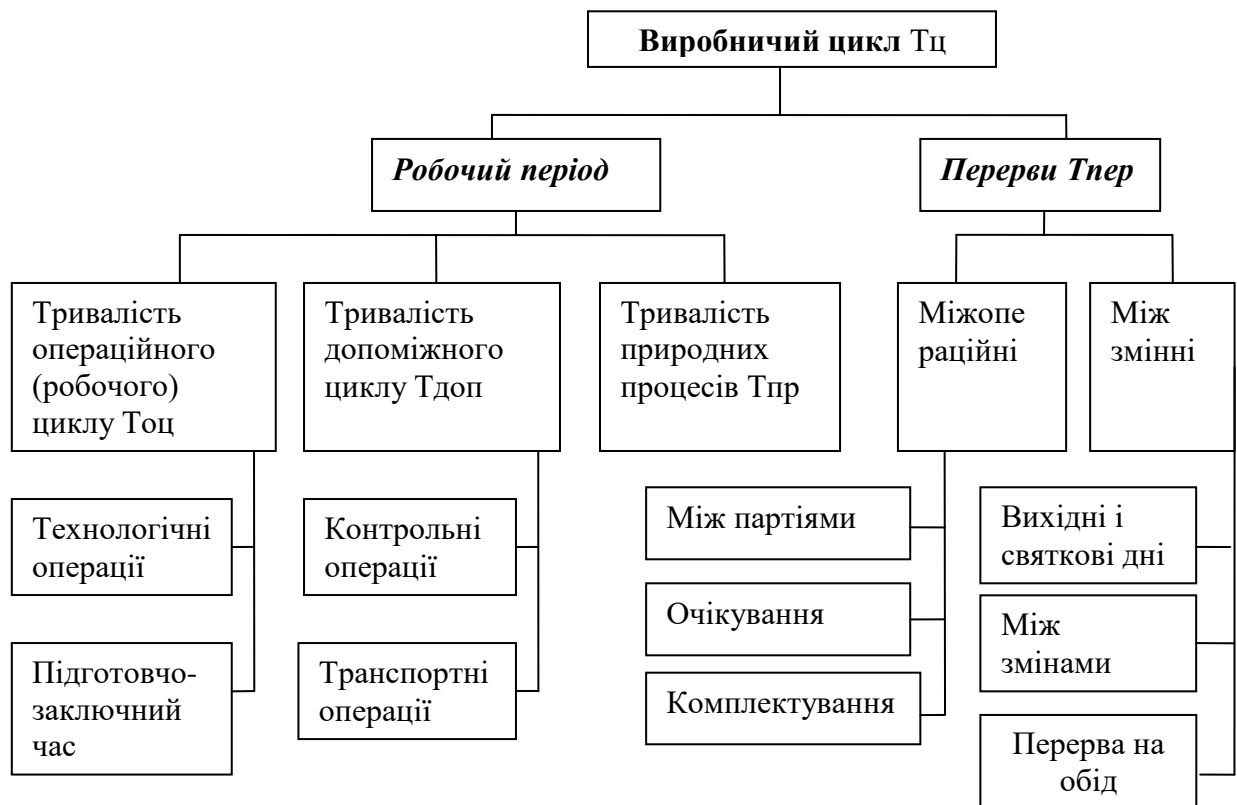 Виробничий цикл Тц
Робочий період
Перерви Тпер
Тривалість
операційного
(робочого)
циклу Тоц
Тривалість
допоміжного
циклу Тдоп
Тривалість
природних
процесів Тпр
Міжопе
раційні
Між
змінні
Технологічні
операції
Підготовчо-
заключний
час
Контрольні
операції
Транспортні
операції
Між партіями
Очікування
Комплектування
Вихідні і
святкові дні
Між
змінами
Перерва на
обід